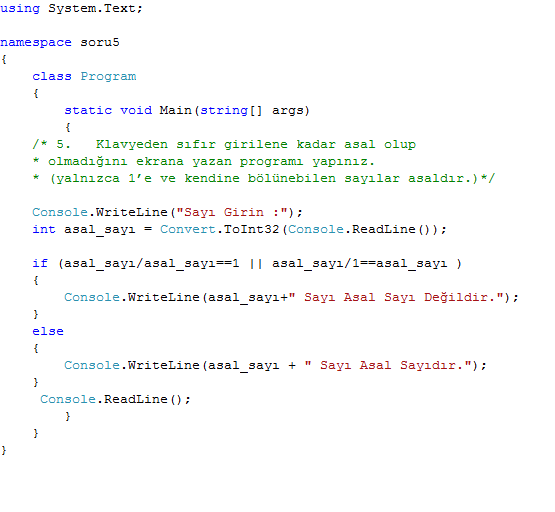 using System.Text;
namespace soru5
{
class Program
{
static void Main(string[] args)
{
/* 5. Klavyeden sıfır girilene kadar asal olup
* olmadığını ekrana yazan programı yapınız.
* (yalnızca 1’e ve kendine bölünebilen sayılar asaldır.)*/
Console.WriteLine("Sayı Girin :");
int asal_sayı = Convert.ToInt32(Console.ReadLine());
if (asal_sayı/asal_sayı==1 || asal_sayı/1==asal_sayı )
{
Console.WriteLine(asal_sayı+" Sayı Asal Sayı Değildir.");
}
else
{
Console.WriteLine(asal_sayı + " Sayı Asal Sayıdır.");
}
Console.ReadLine();
}
}
}